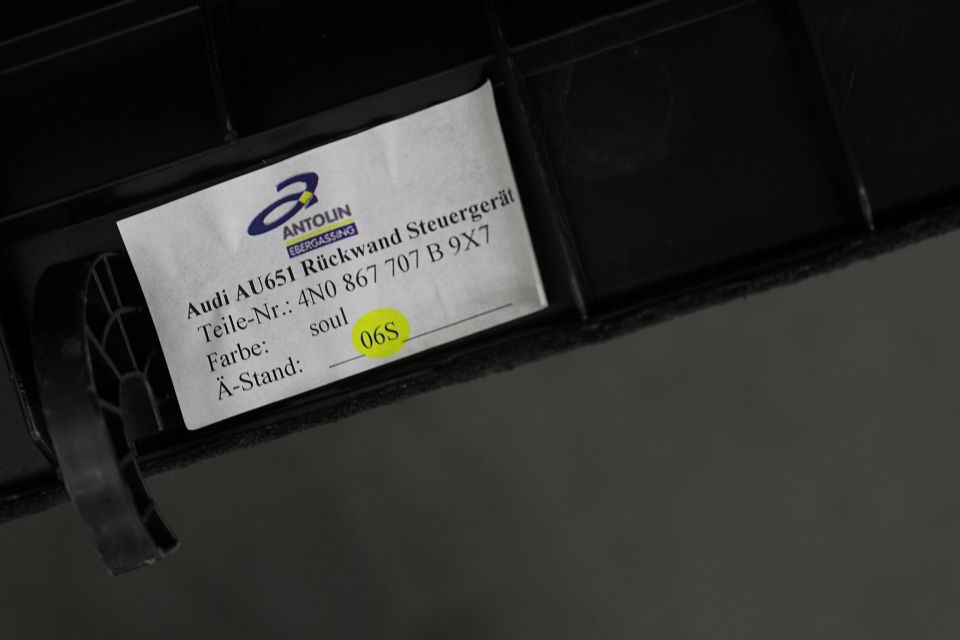 ANTOLIN
EBERGASSING
Audi AU651 Rückwand Steuergerät
Teile-Nr.: 4N0 867 707 B 9X7
Farbe: soul
Ä-Stand: 06S